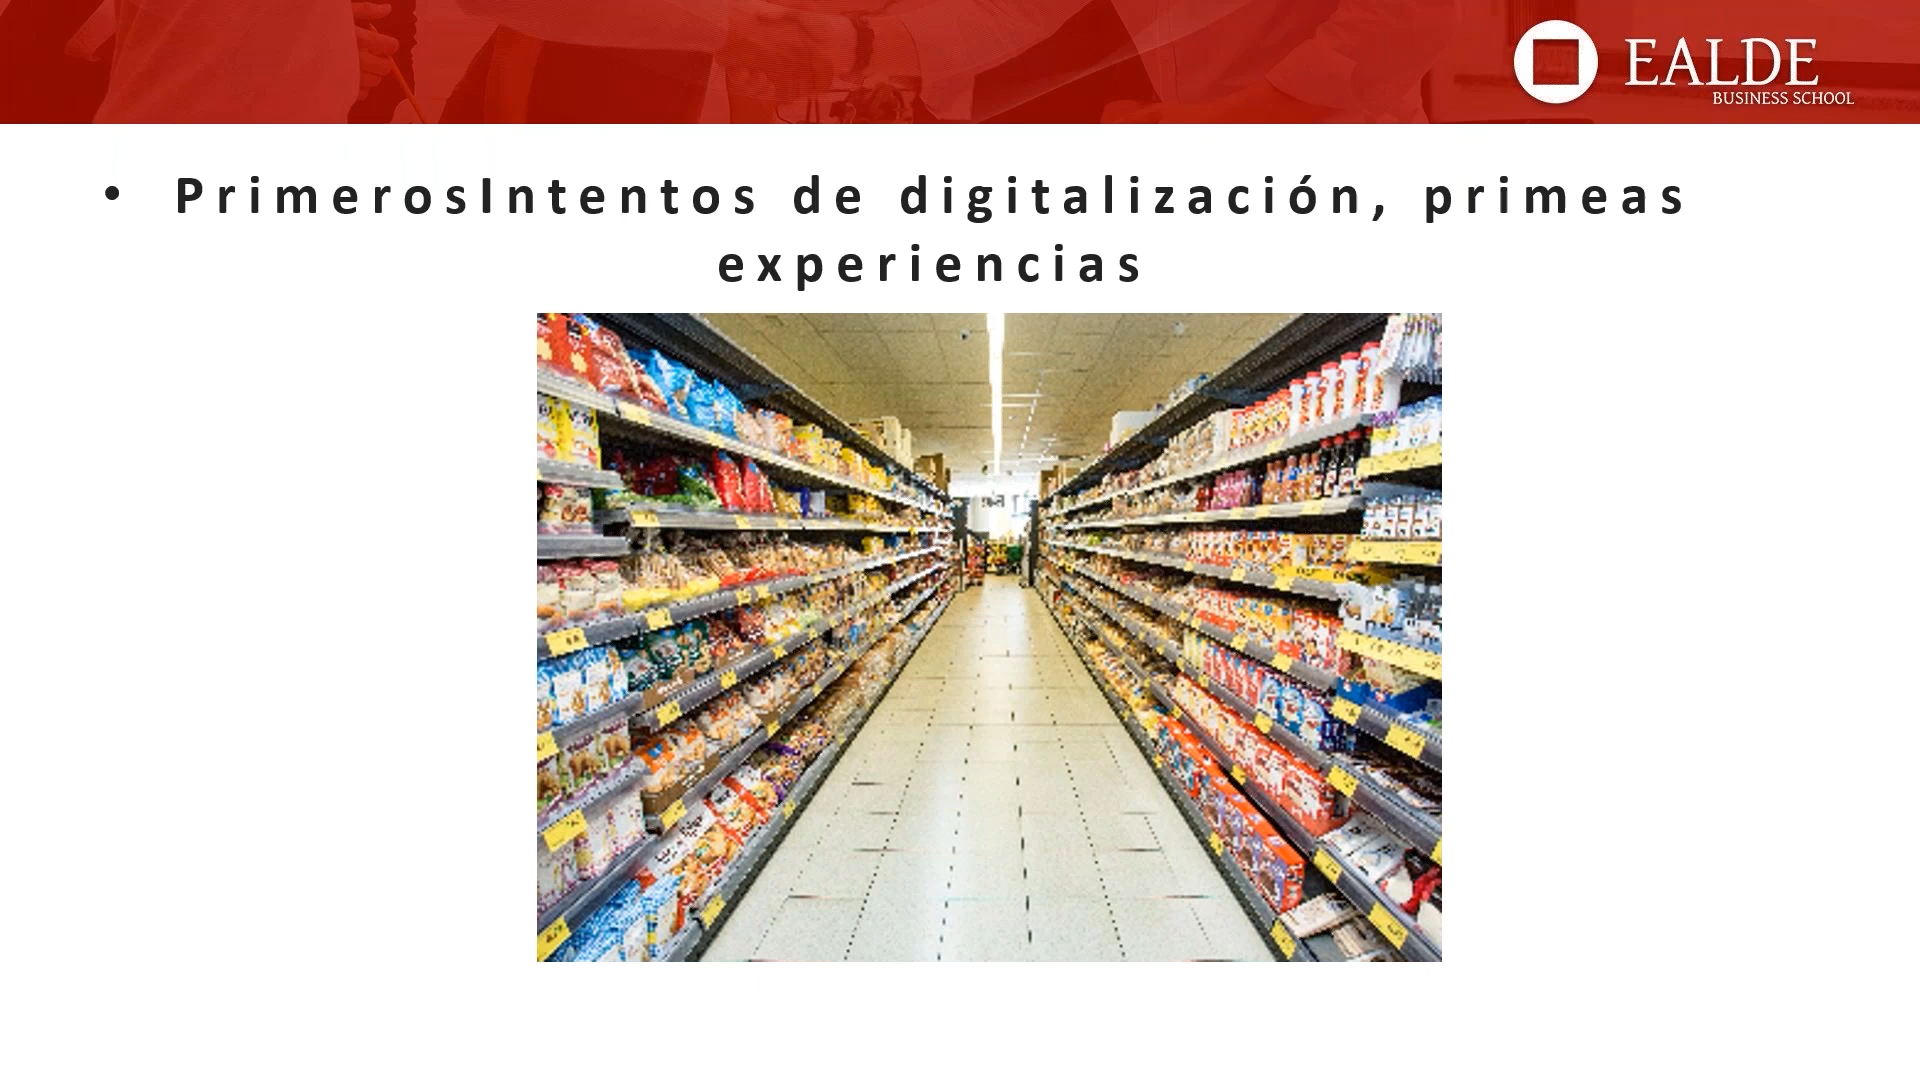 EALDE
BUSINESS SCHOOL
• PrimerosIntentos de digitalización, primeas
experiencias